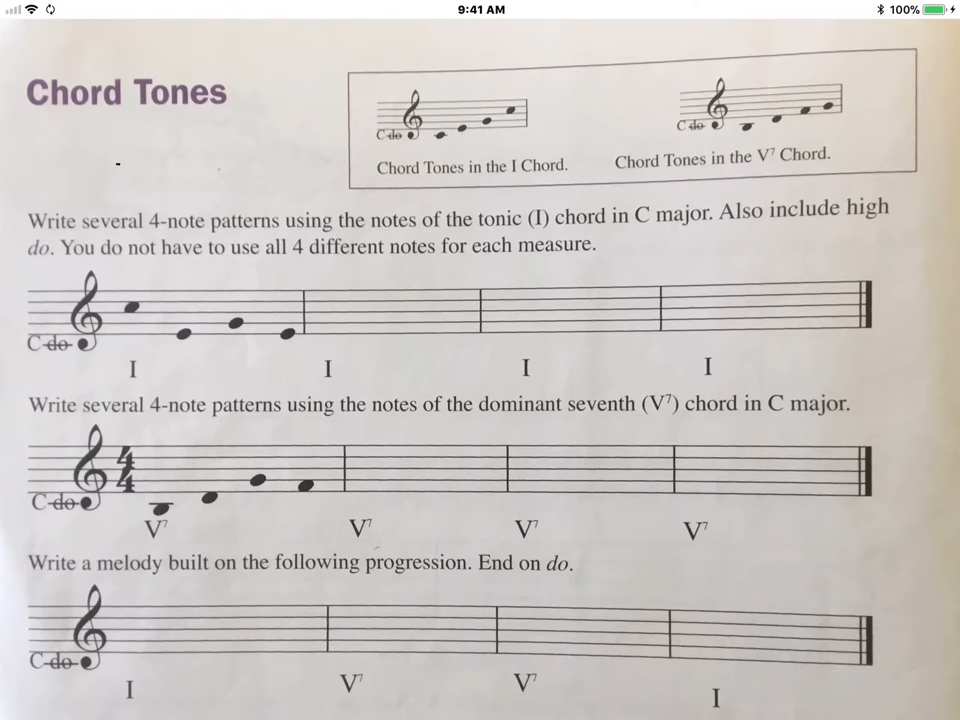 9:41 AM
100%
Chord Tones
C-do
C-do
Chord Tones in the I Chord.
Chord Tones in the V7 Chord.
Write several 4-note patterns using the notes of the tonic (I) chord in C major. Also include high
do. You do not have to use all 4 different notes for each measure.
C-do
I I I I
Write several 4-note patterns using the notes of the dominant seventh (V7) chord in C major.
4
4
C-do
V7 V7 V7 V7
Write a melody built on the following progression. End on do.
C-do
I V7 V7 I